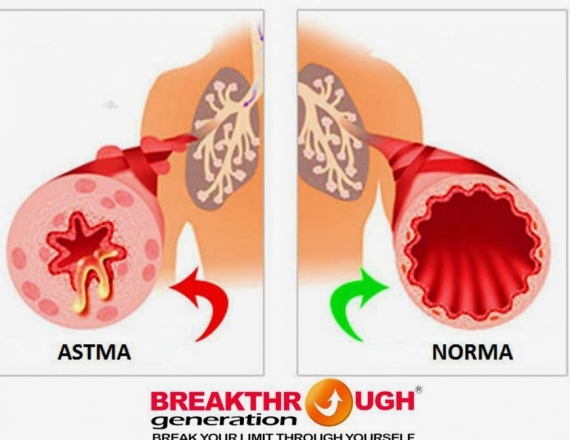 ASTMA
NORMA
BREAKTHROUGH®
generation
BREAK YOUR LIMIT THROUGH YOURSELF